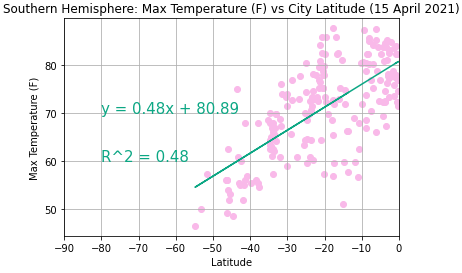 Southern Hemisphere: Max Temperature (F) vs City Latitude (15 April 2021)
80
70
60
50
Max Temperature (F)
y = 0.48x + 80.89
R^2 = 0.48
−90 −80 −70 −60 −50 −40 −30 −20 −10 0
Latitude